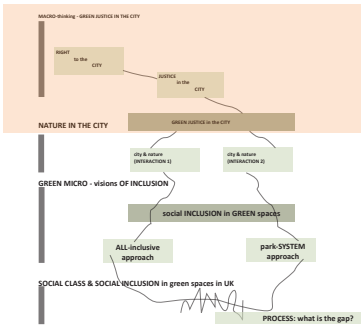 MACRO-thinking - GREEN JUSTICE IN THE CITY
RIGHT
to the
CITY
JUSTICE
in the
CITY
NATURE IN THE CITY
GREEN JUSTICE in the CITY
city & nature
(INTERACTION 1)
city & nature
(INTERACTION 2)
GREEN MICRO - visions OF INCLUSION
social INCLUSION in GREEN spaces
ALL-inclusive
approach
park-SYSTEM
approach
SOCIAL CLASS & SOCIAL INCLUSION in green spaces in UK
PROCESS: what is the gap?